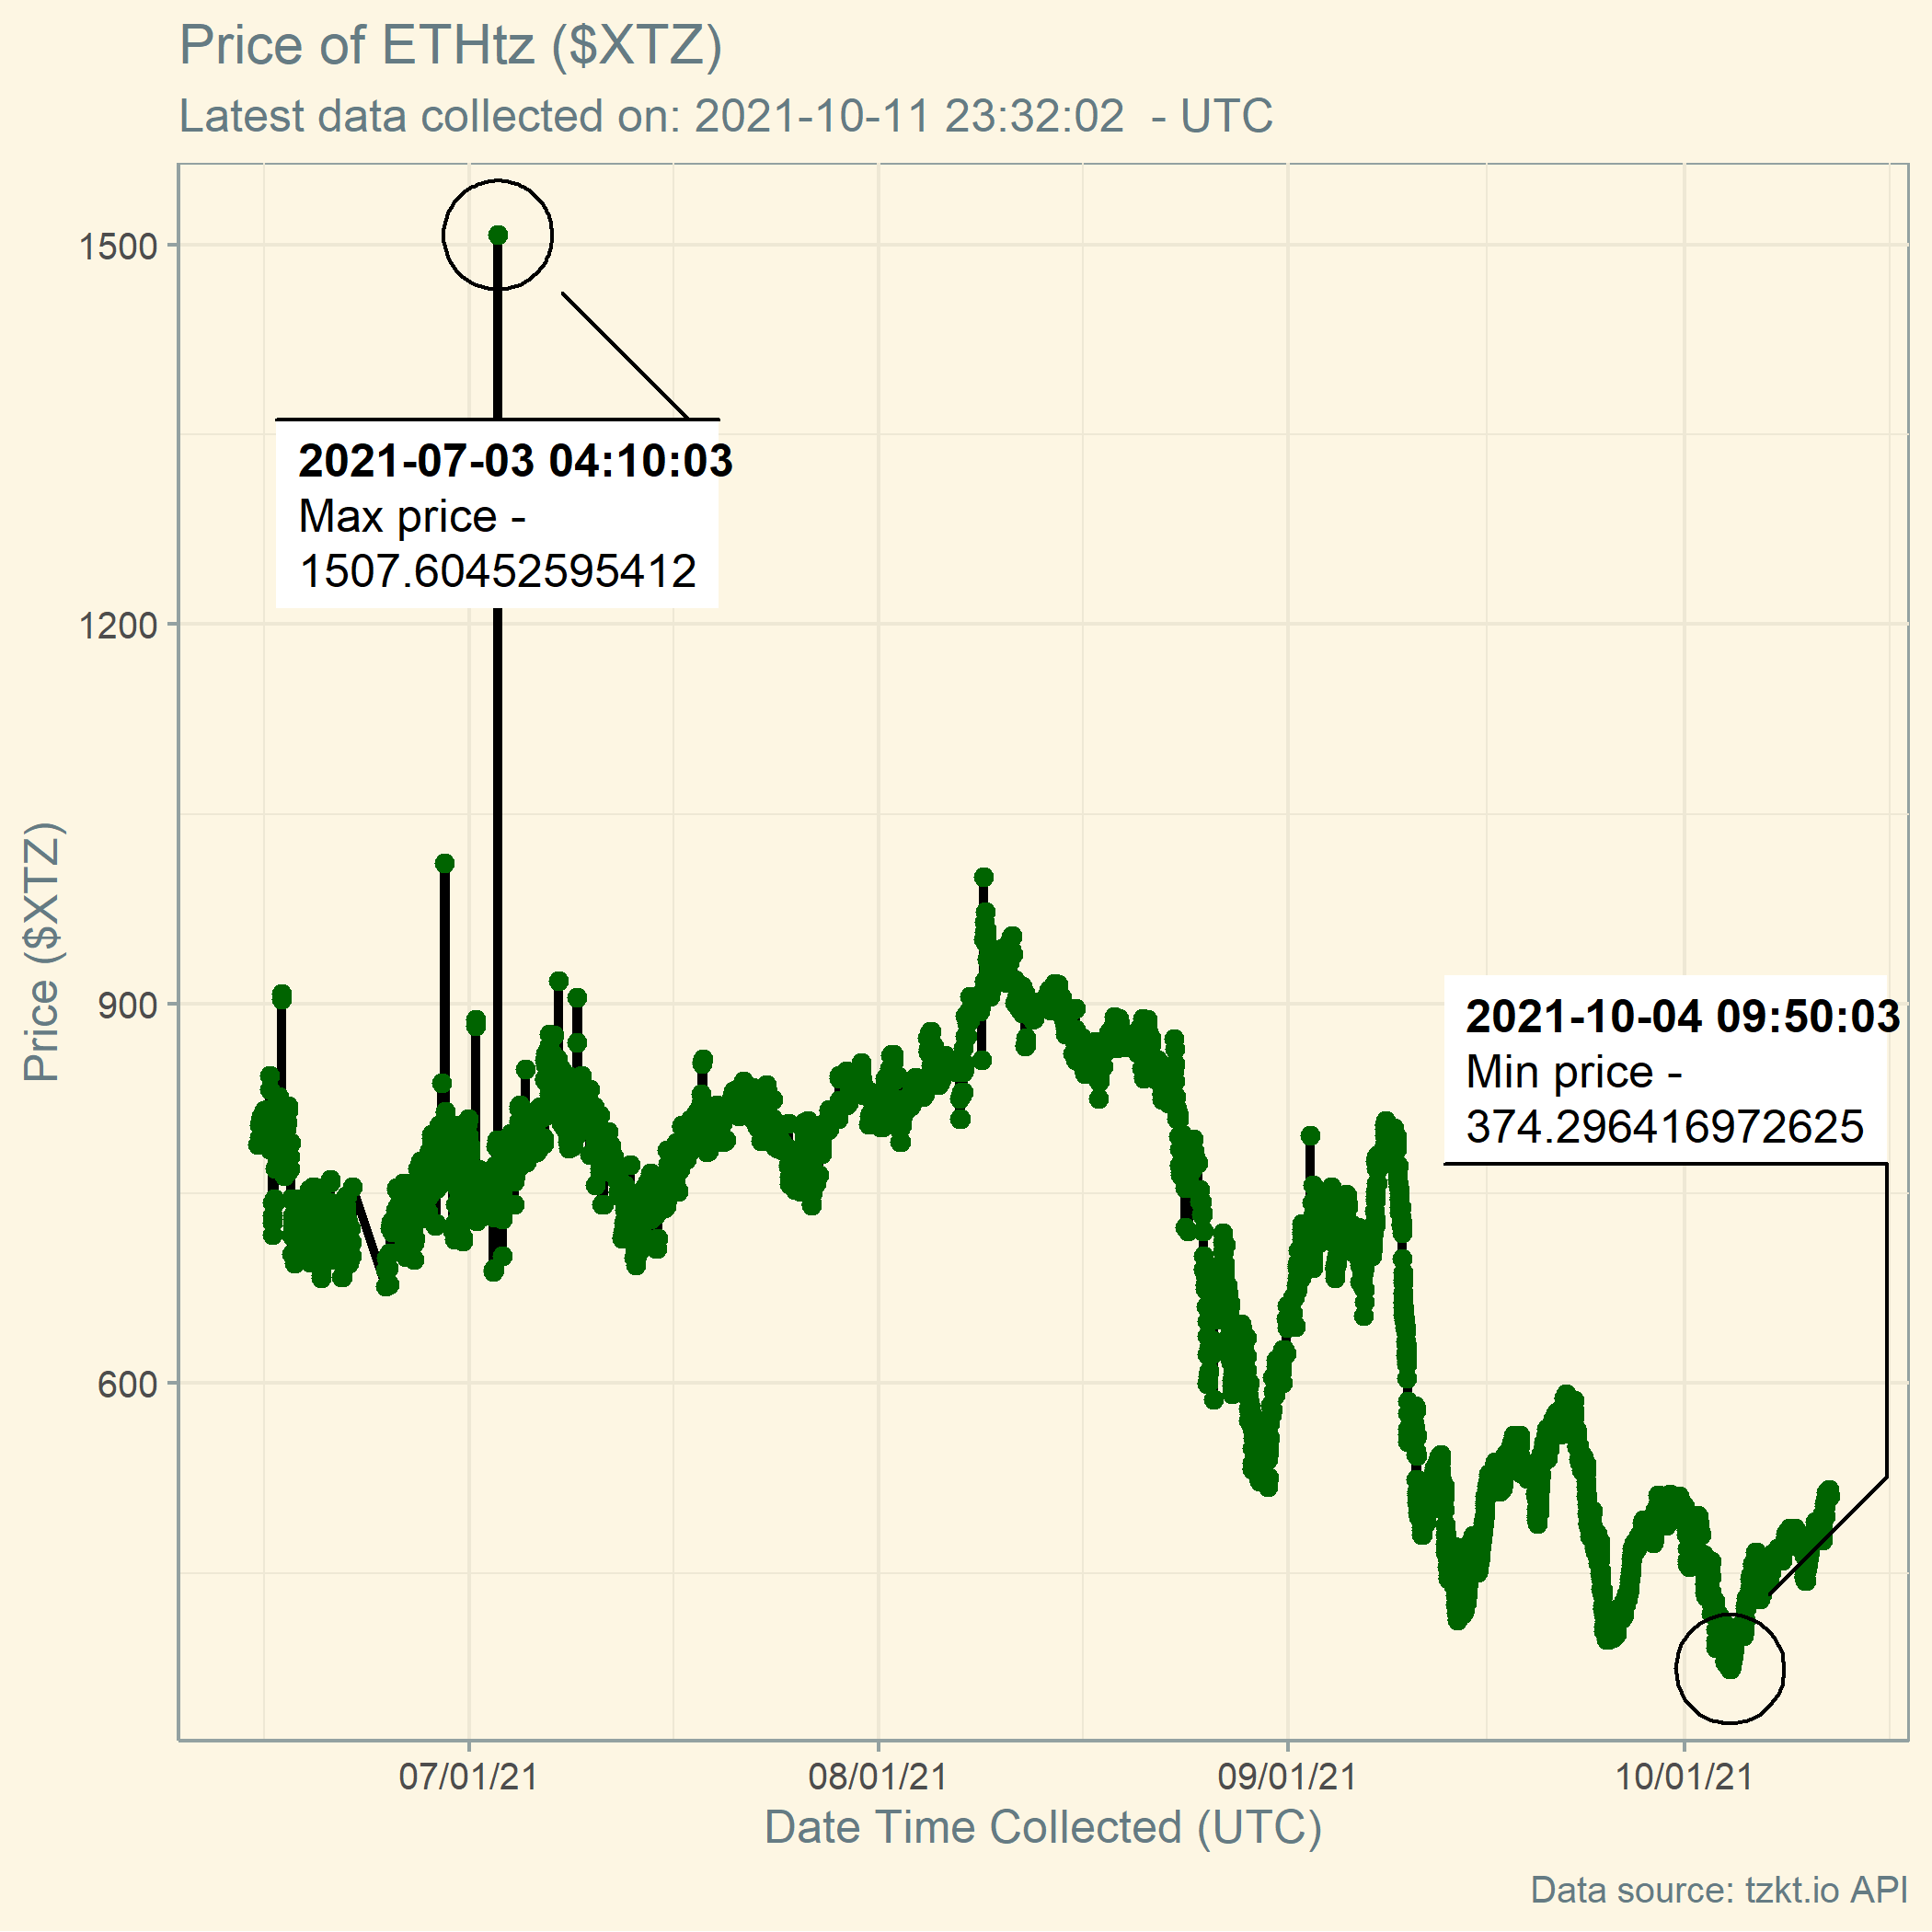 Price of ETHtz ($XTZ)
Latest data collected on: 2021-10-11 23:32:02  - UTC
1500
1200
900
600
Price ($XTZ)
2021-07-03 04:10:03
Max price -
1507.60452595412
2021-10-04 09:50:03
Min price -
374.296416972625
07/01/21
08/01/21
09/01/21
10/01/21
Date Time Collected (UTC)
Data source: tzkt.io API